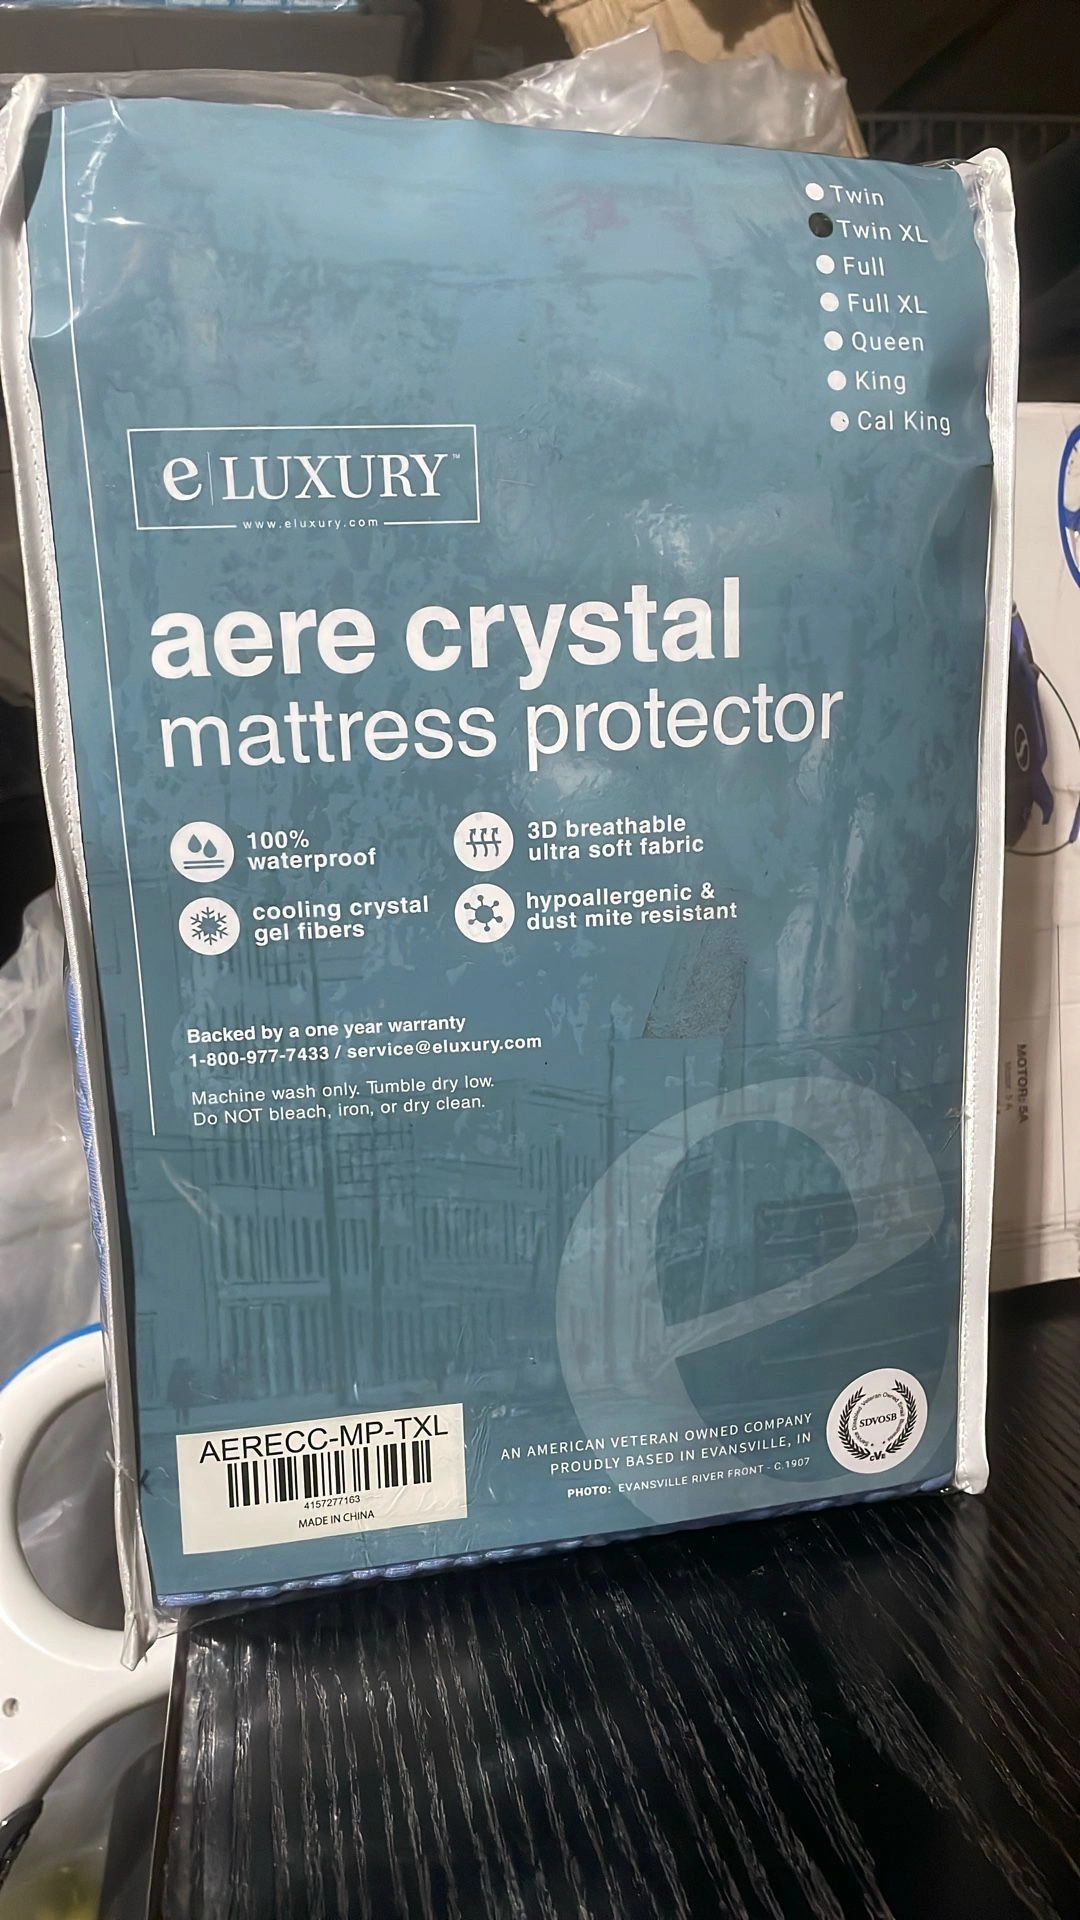 Twin
Twin XL
Full
Full XL
Queen
King
Cal King
e|LUXURY™
www.eluxury.com
aere crystal
mattress protector
100%
waterproof
3D breathable
ultra soft fabric
cooling crystal
gel fibers
hypoallergenic &
dust mite resistant
Backed by a one year warranty
1-800-977-7433 / service@eluxury.com
Machine wash only. Tumble dry low.
Do NOT bleach, iron, or dry clean.
MOTOR: 5A
AERECC-MP-TXL
4157277163
MADE IN CHINA
AN AMERICAN VETERAN OWNED COMPANY
PROUDLY BASED IN EVANSVILLE, IN
PHOTO: EVANSVILLE RIVER FRONT - C.1907
SDVOSB
CVE